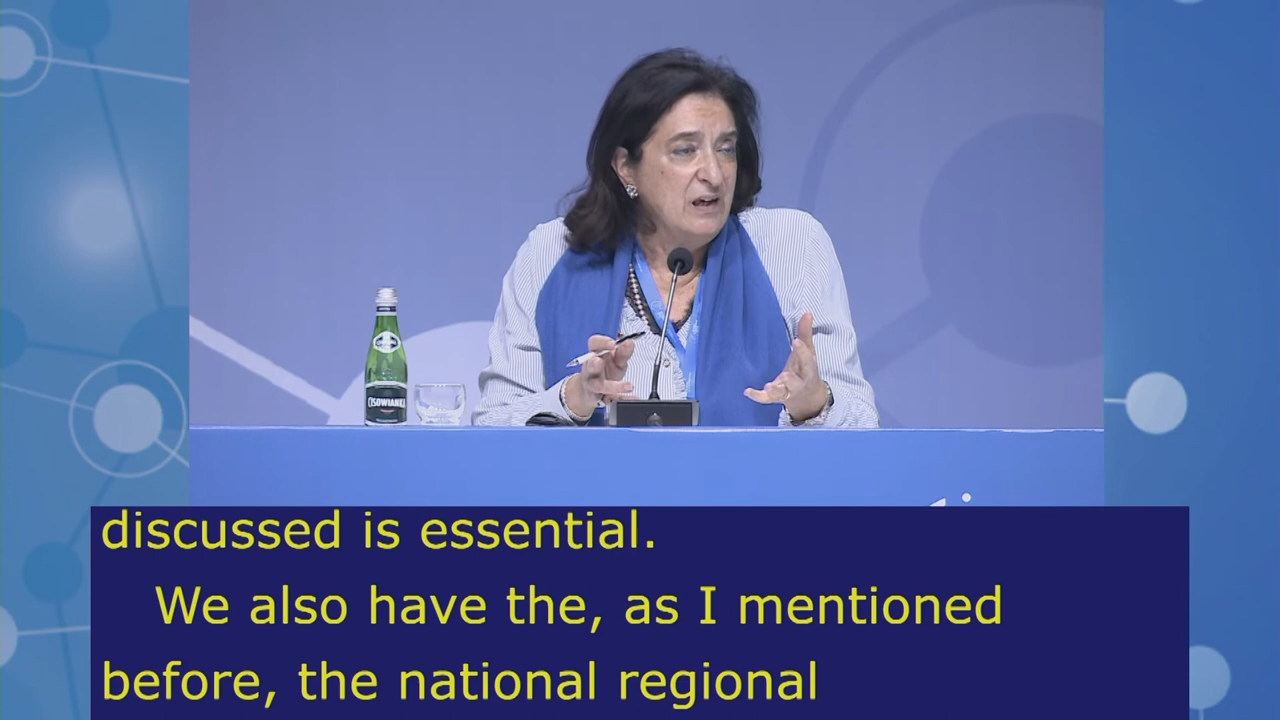 CISOWIANKA
discussed is essential.
We also have the, as I mentioned
before, the national regional